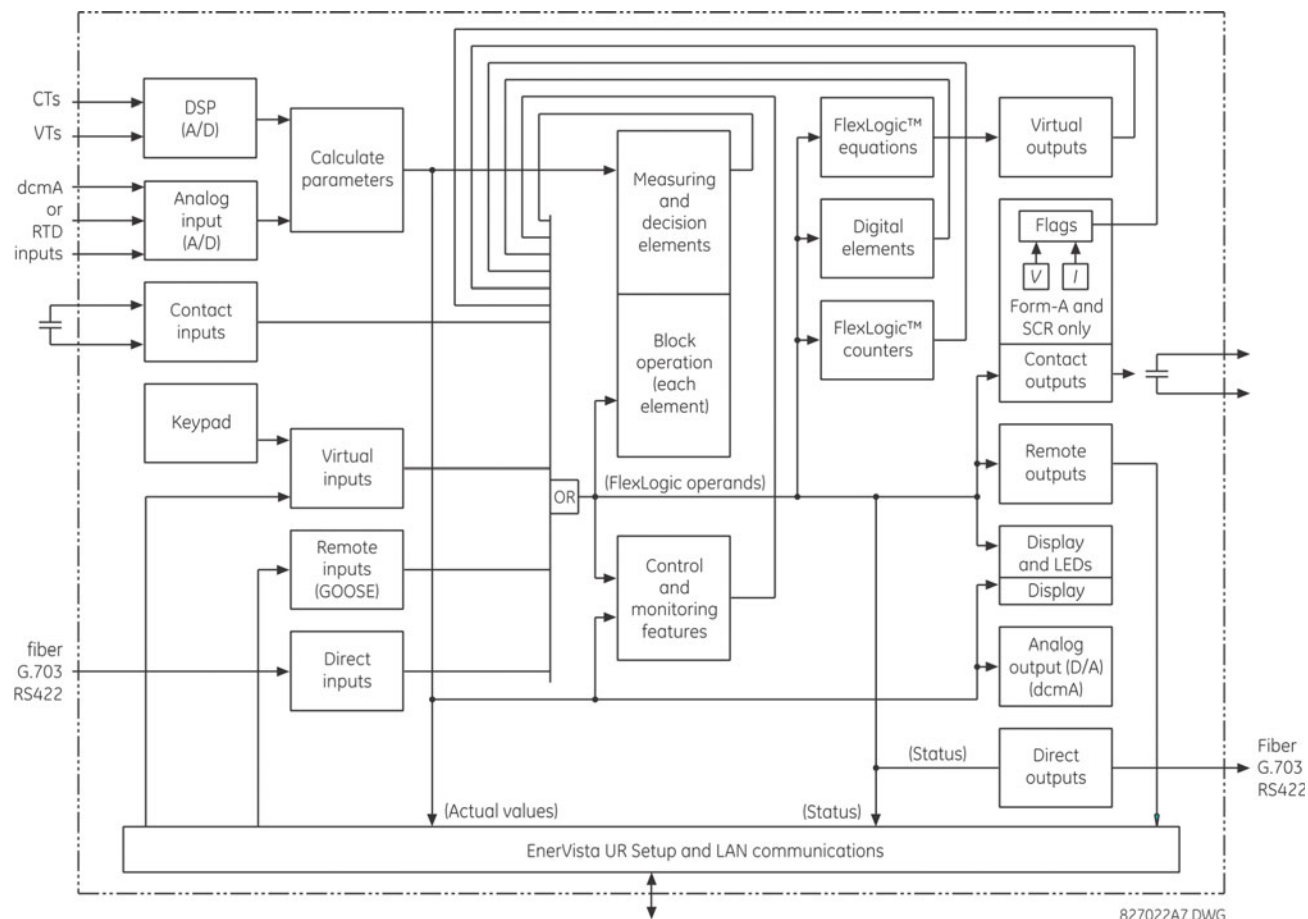 CTs
VTs
dcmA
or
RTD
inputs
DSP
(A/D)
Analog
input
(A/D)
Calculate
parameters
Contact
inputs
Keypad
Virtual
inputs
Remote
inputs
(GOOSE)
Direct
inputs
fiber
G.703
RS422
OR
(FlexLogic operands)
Measuring
and
decision
elements
Block
operation
(each
element)
Control
and
monitoring
features
FlexLogic™
equations
Digital
elements
FlexLogic™
counters
Virtual
outputs
Flags
V
I
Form-A and
SCR only
Contact
outputs
Remote
outputs
Display
and LEDs
Display
Analog
output (D/A)
(dcmA)
Direct
outputs
(Status)
Fiber
G.703
RS422
(Actual values)
(Status)
EnerVista UR Setup and LAN communications
827022A7.DWG